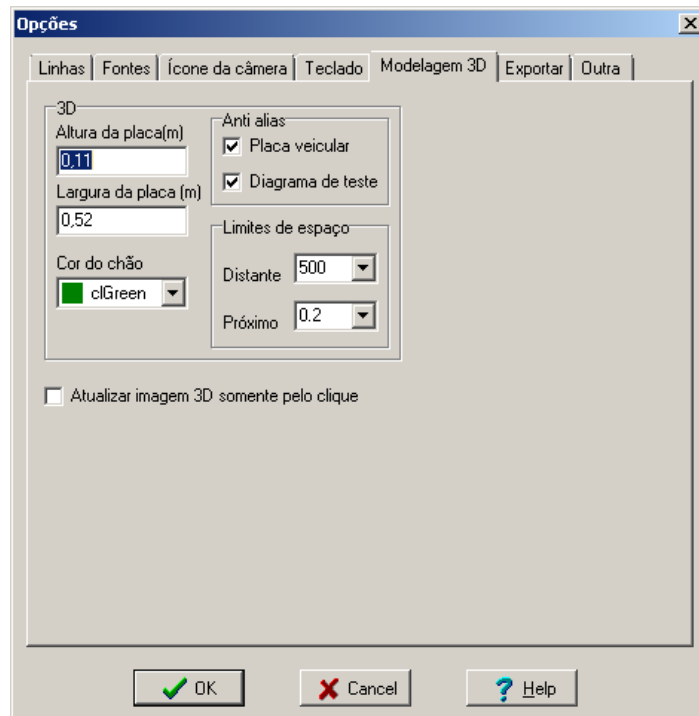 Opções
Linhas Fontes Ícone da câmera Teclado Modelagem 3D Exportar Outra
3D
Altura da placa(m)
0,11
Largura da placa (m)
0,52
Cor do chão
clGreen
Anti alias
Placa veicular
Diagrama de teste
Limites de espaço
Distante 500
Próximo 0.2
Atualizar imagem 3D somente pelo clique
OK Cancel Help